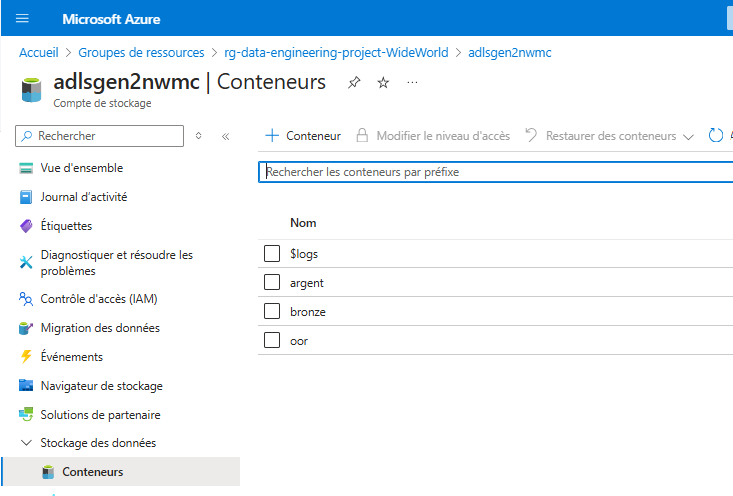 Microsoft Azure
Accueil > Groupes de ressources > rg-data-engineering-project-WideWorld > adlsgen2nwmc
adlsgen2nwmc | Conteneurs
Compte de stockage
Rechercher
Conteneur
Modifier le niveau d'accès
Restaurer des conteneurs
Rechercher les conteneurs par préfixe
Vue d'ensemble
Journal d'activité
Étiquettes
Diagnostiquer et résoudre les
problèmes
Contrôle d'accès (IAM)
Migration des données
Événements
Navigateur de stockage
Solutions de partenaire
Stockage des données
Conteneurs
Nom
$logs
argent
bronze
oor